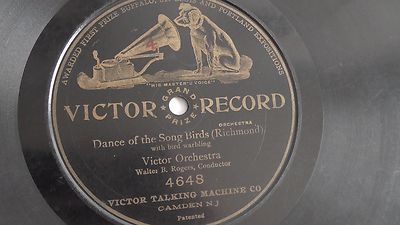 AWARDED FIRST PRIZE BUFFALO, ST. LOUIS AND PORTLAND EXPOSITIONS
"HIS MASTER'S VOICE"
VICTOR GRAND PRIZE RECORD
ORCHESTRA
Dance of the Song Birds (Richmond)
with bird warbling
Victor Orchestra
Walter B. Rogers, Conductor
4648
VICTOR TALKING MACHINE CO
CAMDEN N J
Patented